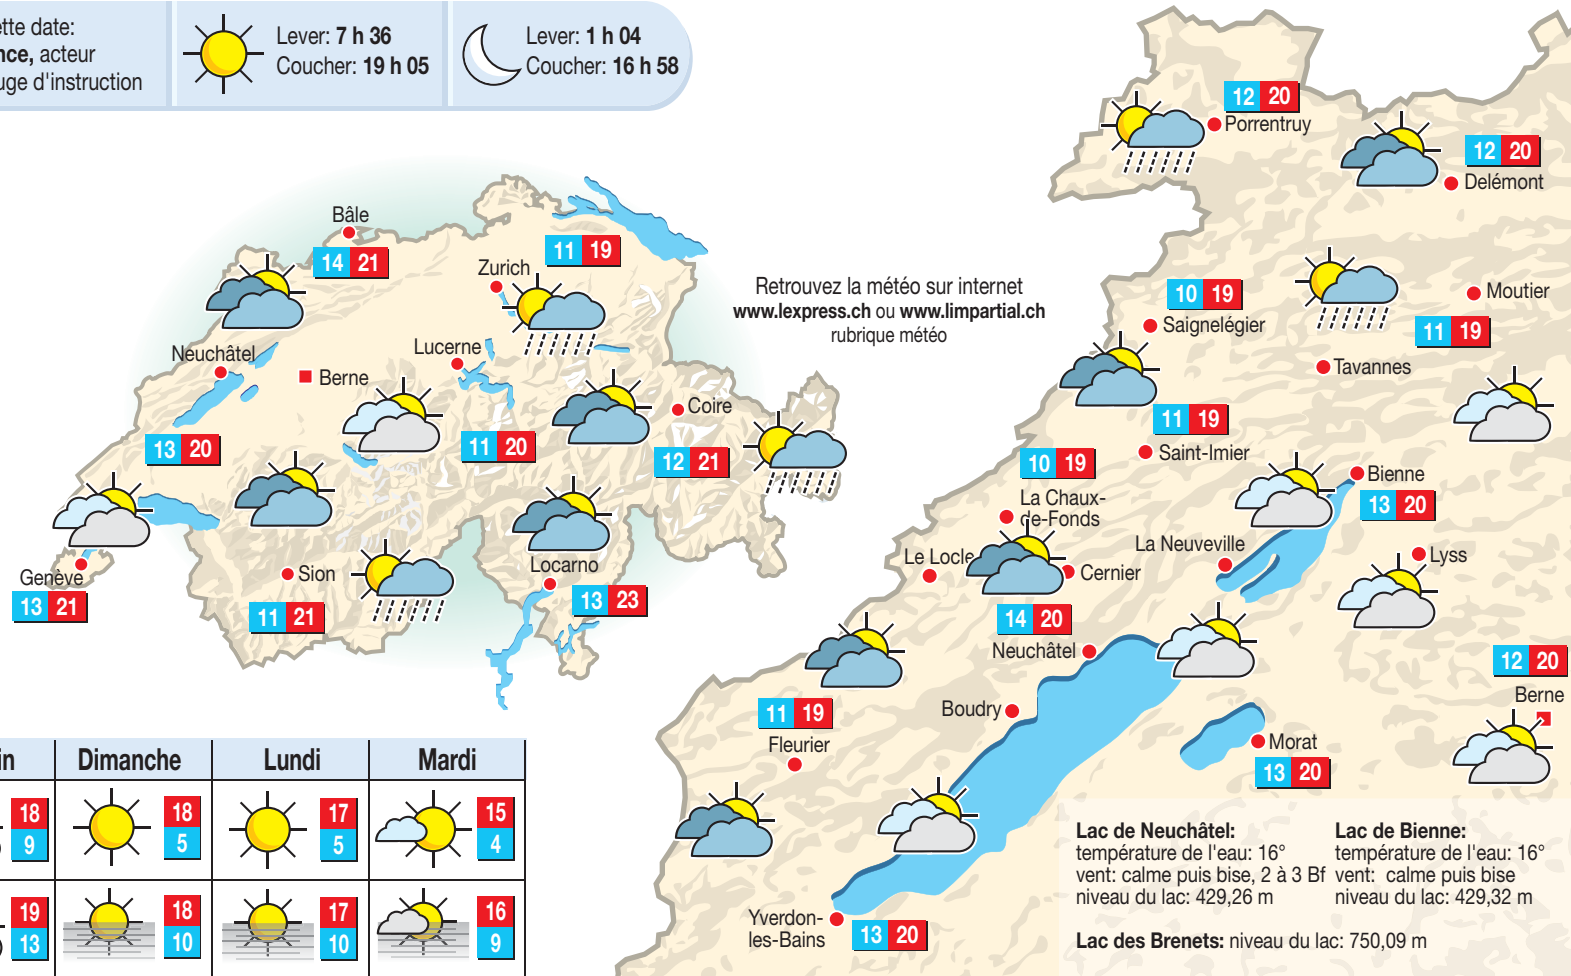 ette date:
nce, acteur
uge d'instruction
Lever: 7 h 36
Coucher: 19 h 05
Lever: 1 h 04
Coucher: 16 h 58
Bâle
14 21
Zurich
11 19
Neuchâtel
13 20
Berne
Lucerne
11 20
Coire
12 21
Genève
13 21
Sion
11 21
Locarno
13 23
Retrouvez la météo sur internet
www.lexpress.ch ou www.limpartial.ch
rubrique météo
12 20
Porrentruy
12 20
Delémont
10 19
Saignelégier
Moutier
11 19
Tavannes
11 19
Saint-Imier
10 19
La Chaux-
de-Fonds
Bienne
13 20
Le Locle
Cernier
La Neuveville
Lyss
14 20
Neuchâtel
12 20
Berne
Boudry
11 19
Fleurier
Morat
13 20
Yverdon-
les-Bains
13 20
in
Dimanche
Lundi
Mardi
18
9
18
5
17
5
15
4
19
13
18
10
17
10
16
9
Lac de Neuchâtel:
température de l'eau: 16°
vent: calme puis bise, 2 à 3 Bf
niveau du lac: 429,26 m
Lac de Bienne:
température de l'eau: 16°
vent: calme puis bise
niveau du lac: 429,32 m
Lac des Brenets: niveau du lac: 750,09 m